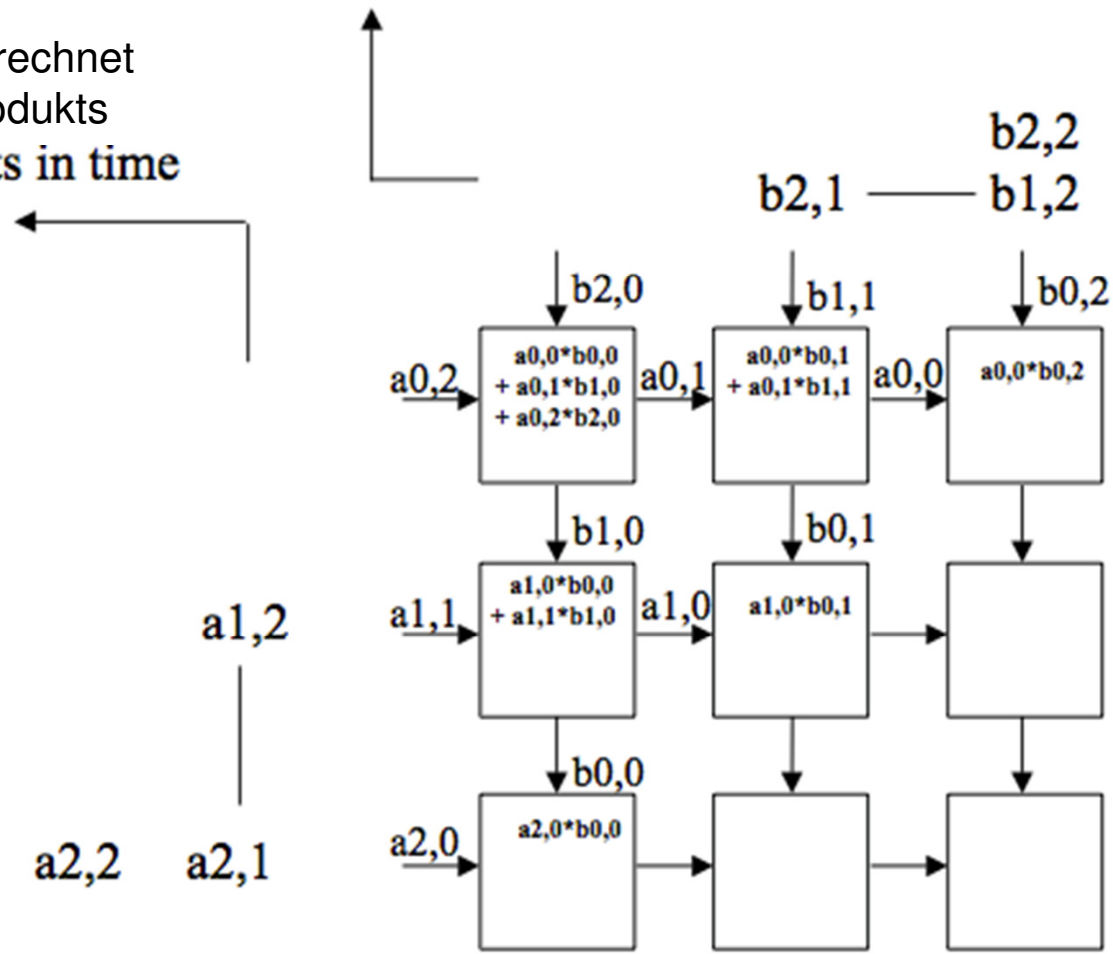 rechnet
odukts
ts in time
b2,2
b2,1 b1,2
b2,0 b1,1 b0,2
a0,2 a0,1 a0,0
a0,0*b0,0
+ a0,1*b1,0
+ a0,2*b2,0
a0,0*b0,1
+ a0,1*b1,1
a0,0*b0,2
b1,0 b0,1
a1,2 a1,1 a1,0
a1,0*b0,0
+ a1,1*b1,0
a1,0*b0,1
b0,0
a2,2 a2,1 a2,0
a2,0*b0,0